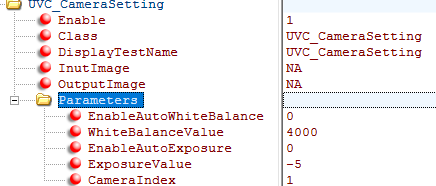 UVC_CameraSetting
Enable 1
Class UVC_CameraSetting
DisplayTestName UVC_CameraSetting
InutImage NA
OutputImage NA
Parameters
EnableAutoWhiteBalance 0
WhiteBalanceValue 4000
EnableAutoExposure 0
ExposureValue -5
CameraIndex 1